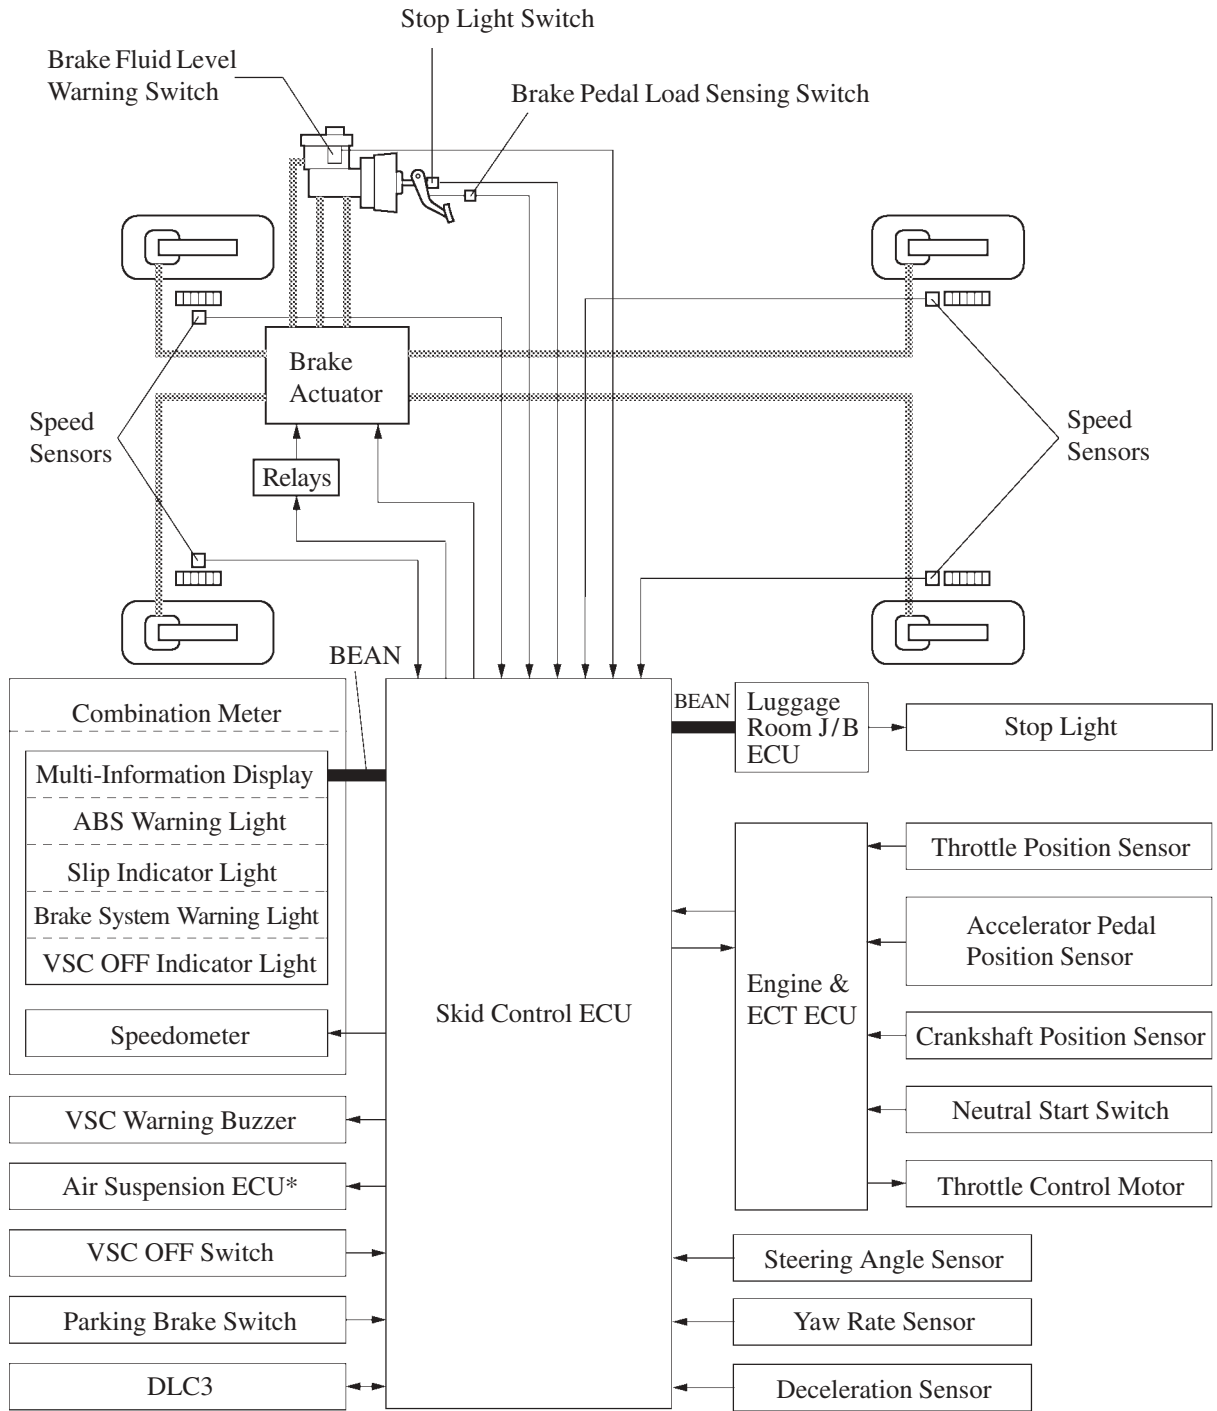 Stop Light Switch
Brake Fluid Level
Warning Switch
Brake Pedal Load Sensing Switch
Brake
Actuator
Speed
Sensors
Speed
Sensors
Relays
BEAN
BEAN
Combination Meter
Multi-Information Display
ABS Warning Light
Slip Indicator Light
Brake System Warning Light
VSC OFF Indicator Light
Speedometer
VSC Warning Buzzer
Air Suspension ECU*
VSC OFF Switch
Parking Brake Switch
DLC3
Skid Control ECU
Luggage
Room J/B
ECU
Stop Light
Engine &
ECT ECU
Throttle Position Sensor
Accelerator Pedal
Position Sensor
Crankshaft Position Sensor
Neutral Start Switch
Throttle Control Motor
Steering Angle Sensor
Yaw Rate Sensor
Deceleration Sensor